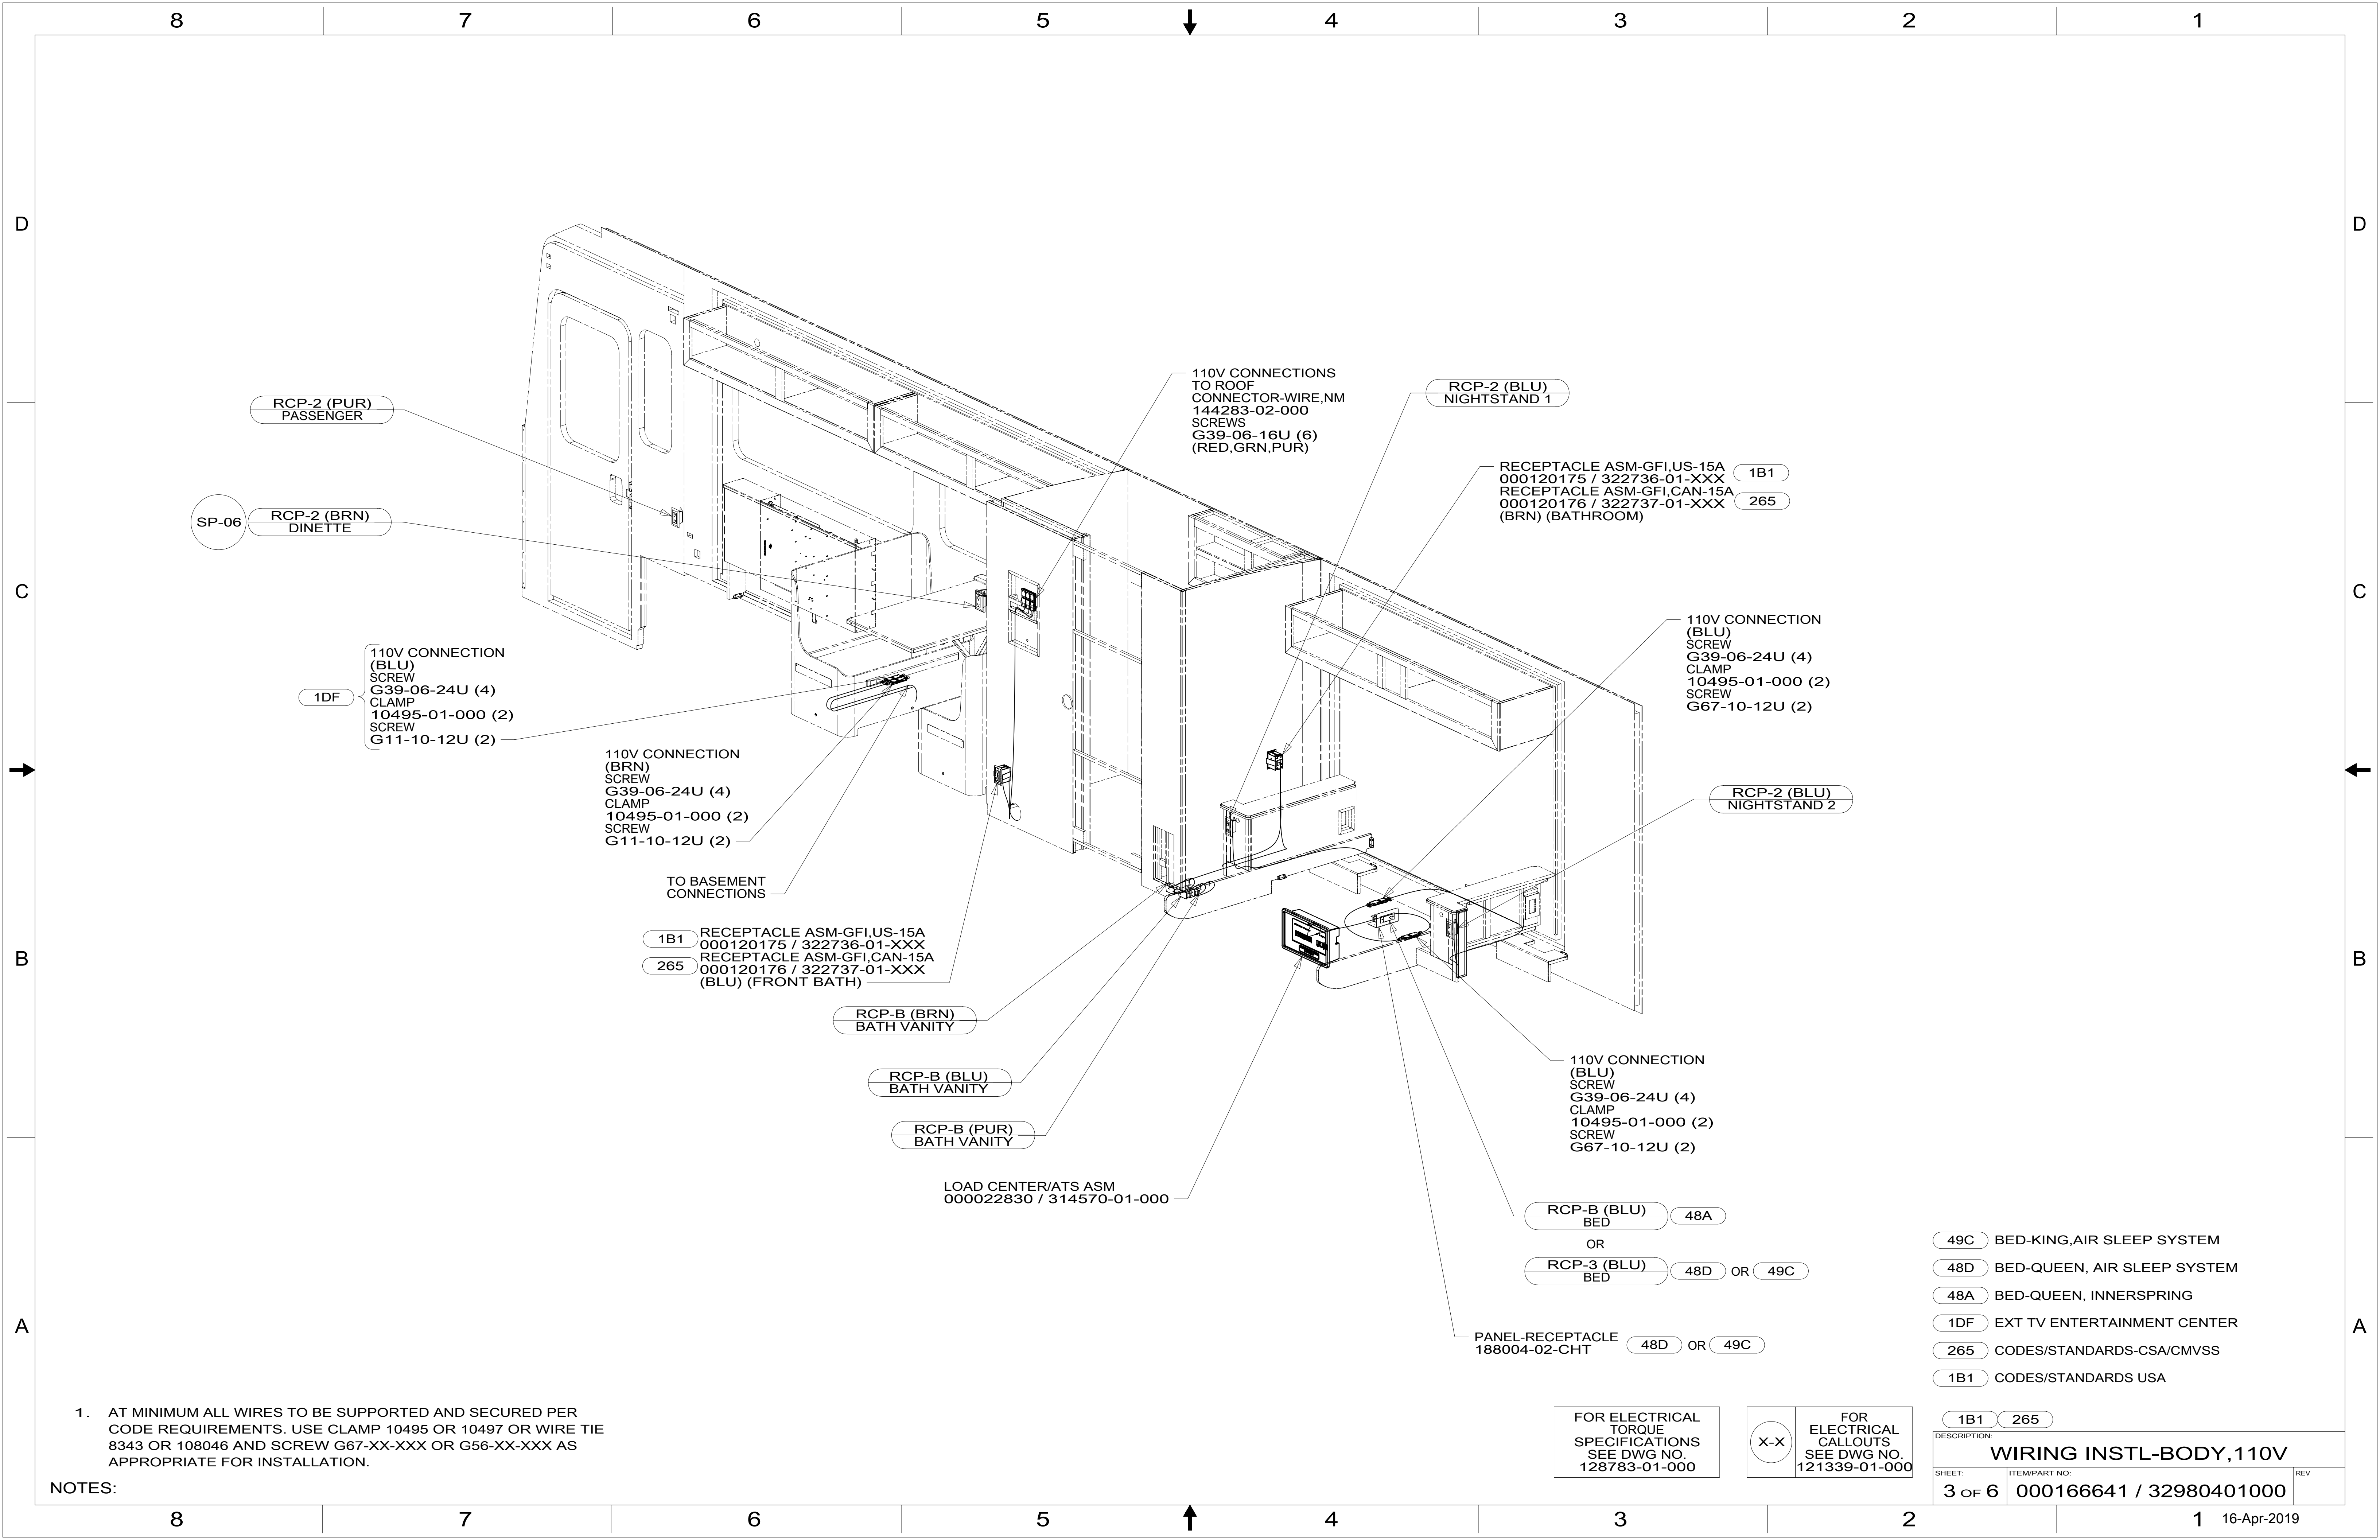 8 7 6 5 4 3 2 1
D
D
C
C
B
B
A
A
110V CONNECTIONS
TO ROOF
CONNECTOR-WIRE,NM
144283-02-000
SCREWS
G39-06-16U (6)
(RED,GRN,PUR)
RCP-2 (BLU)
NIGHTSTAND 1
RCP-2 (PUR)
PASSENGER
SP-06
RCP-2 (BRN)
DINETTE
RECEPTACLE ASM-GFI,US-15A 1B1
000120175 / 322736-01-XXX
RECEPTACLE ASM-GFI,CAN-15A 265
000120176 / 322737-01-XXX
(BRN) (BATHROOM)
110V CONNECTION
(BLU)
SCREW
G39-06-24U (4)
CLAMP
10495-01-000 (2)
SCREW
G67-10-12U (2)
1DF
110V CONNECTION
(BLU)
SCREW
G39-06-24U (4)
CLAMP
10495-01-000 (2)
SCREW
G11-10-12U (2)
110V CONNECTION
(BRN)
SCREW
G39-06-24U (4)
CLAMP
10495-01-000 (2)
SCREW
G11-10-12U (2)
RCP-2 (BLU)
NIGHTSTAND 2
TO BASEMENT
CONNECTIONS
1B1 RECEPTACLE ASM-GFI,US-15A
000120175 / 322736-01-XXX
265 RECEPTACLE ASM-GFI,CAN-15A
000120176 / 322737-01-XXX
(BLU) (FRONT BATH)
RCP-B (BRN)
BATH VANITY
RCP-B (BLU)
BATH VANITY
RCP-B (PUR)
BATH VANITY
110V CONNECTION
(BLU)
SCREW
G39-06-24U (4)
CLAMP
10495-01-000 (2)
SCREW
G67-10-12U (2)
LOAD CENTER/ATS ASM
000022830 / 314570-01-000
RCP-B (BLU)
BED
48A
OR
RCP-3 (BLU)
BED
48D OR 49C
PANEL-RECEPTACLE
188004-02-CHT
48D OR 49C
49C BED-KING,AIR SLEEP SYSTEM
48D BED-QUEEN, AIR SLEEP SYSTEM
48A BED-QUEEN, INNERSPRING
1DF EXT TV ENTERTAINMENT CENTER
265 CODES/STANDARDS-CSA/CMVSS
1B1 CODES/STANDARDS USA
1. AT MINIMUM ALL WIRES TO BE SUPPORTED AND SECURED PER
CODE REQUIREMENTS. USE CLAMP 10495 OR 10497 OR WIRE TIE
8343 OR 108046 AND SCREW G67-XX-XXX OR G56-XX-XXX AS
APPROPRIATE FOR INSTALLATION.
NOTES:
FOR ELECTRICAL
TORQUE
SPECIFICATIONS
SEE DWG NO.
128783-01-000
X-X
FOR
ELECTRICAL
CALLOUTS
SEE DWG NO.
121339-01-000
1B1 265
DESCRIPTION:
WIRING INSTL-BODY,110V
SHEET:
3 OF 6
ITEM/PART NO:
000166641 / 32980401000
REV
8 7 6 5 4 3 2 1
16-Apr-2019